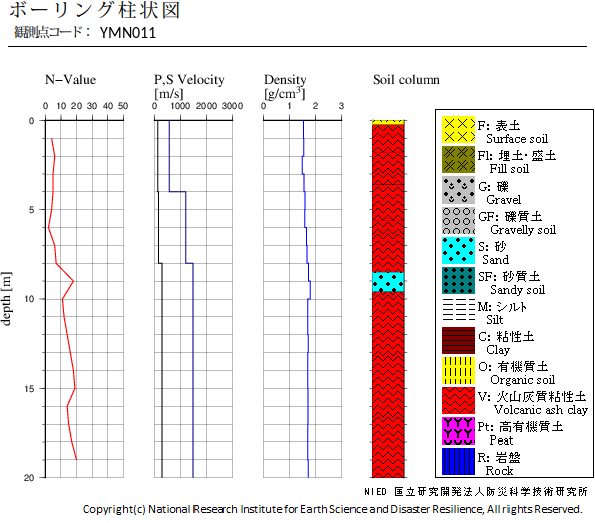 ボーリング柱状図
観測点コード： YMN011
N−Value
P,S Velocity
[m/s]
Density
[g/cm³]
Soil column
0 10 20 30 40 50
0 1000 2000 3000
0 1 2 3
0
5
10
15
20
depth [m]
F: 表土
Surface soil
Fl: 埋土・盛土
Fill soil
G: 礫
Gravel
GF: 礫質土
Gravelly soil
S: 砂
Sand
SF: 砂質土
Sandy soil
M: シルト
Silt
C: 粘性土
Clay
O: 有機質土
Organic soil
V: 火山灰質粘性土
Volcanic ash clay
Pt: 高有機質土
Peat
R: 岩盤
Rock
NIED 国立研究開発法人防災科学技術研究所
Copyright(c) National Research Institute for Earth Science and Disaster Resilience, All rights Reserved.